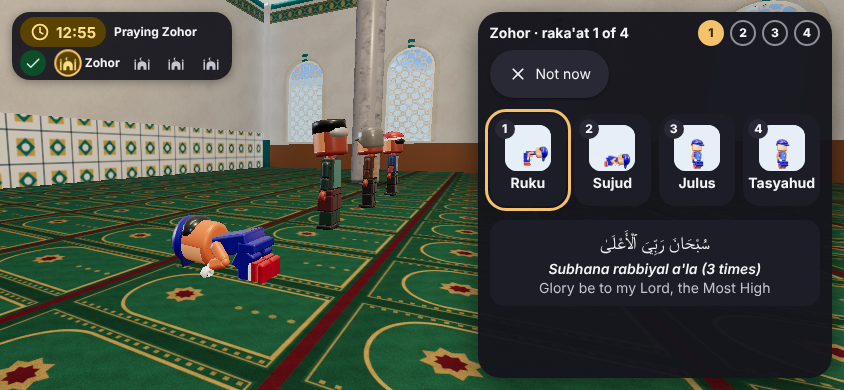 12:55
Praying Zohor
Zohor
Zohor · raka'at 1 of 4
1
2
3
4
Not now
1
Ruku
2
Sujud
3
Julus
4
Tasyahud
سُبْحَانَ رَبِّيَ ٱلْأَعْلَىٰ
Subhana rabbiyal a'la (3 times)
Glory be to my Lord, the Most High